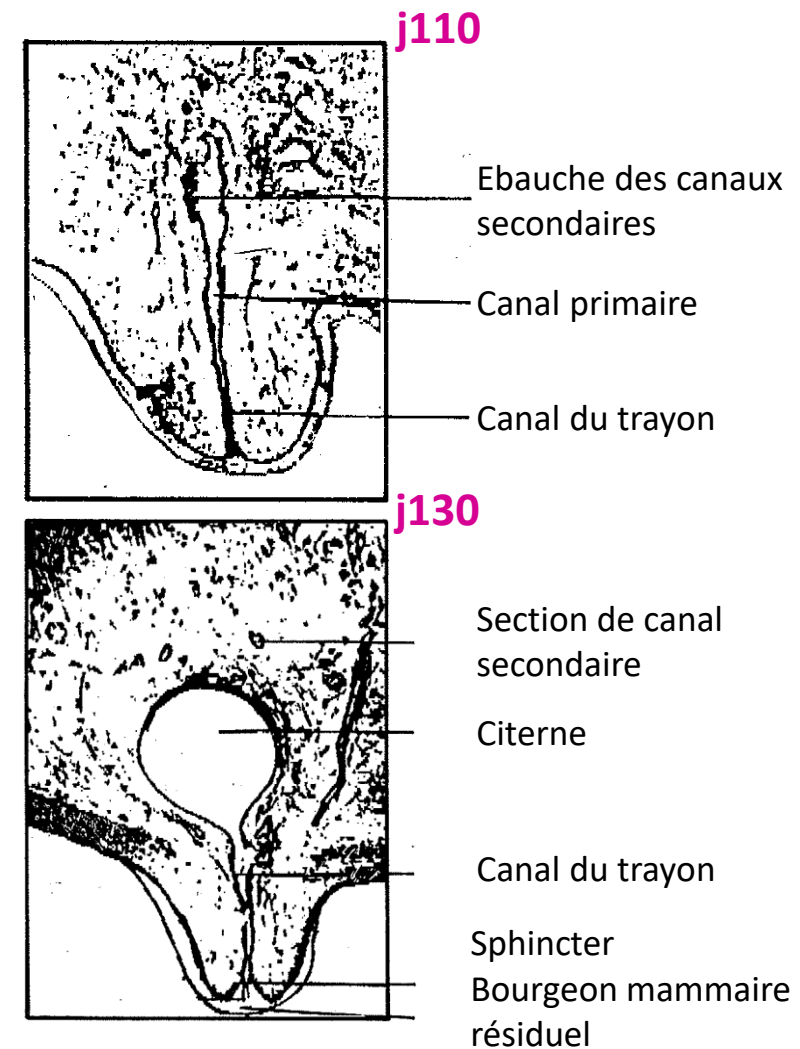 j110
Ebauche des canaux
secondaires
Canal primaire
Canal du trayon
j130
Section de canal
secondaire
Citerne
Canal du trayon
Sphincter
Bourgeon mammaire
résiduel